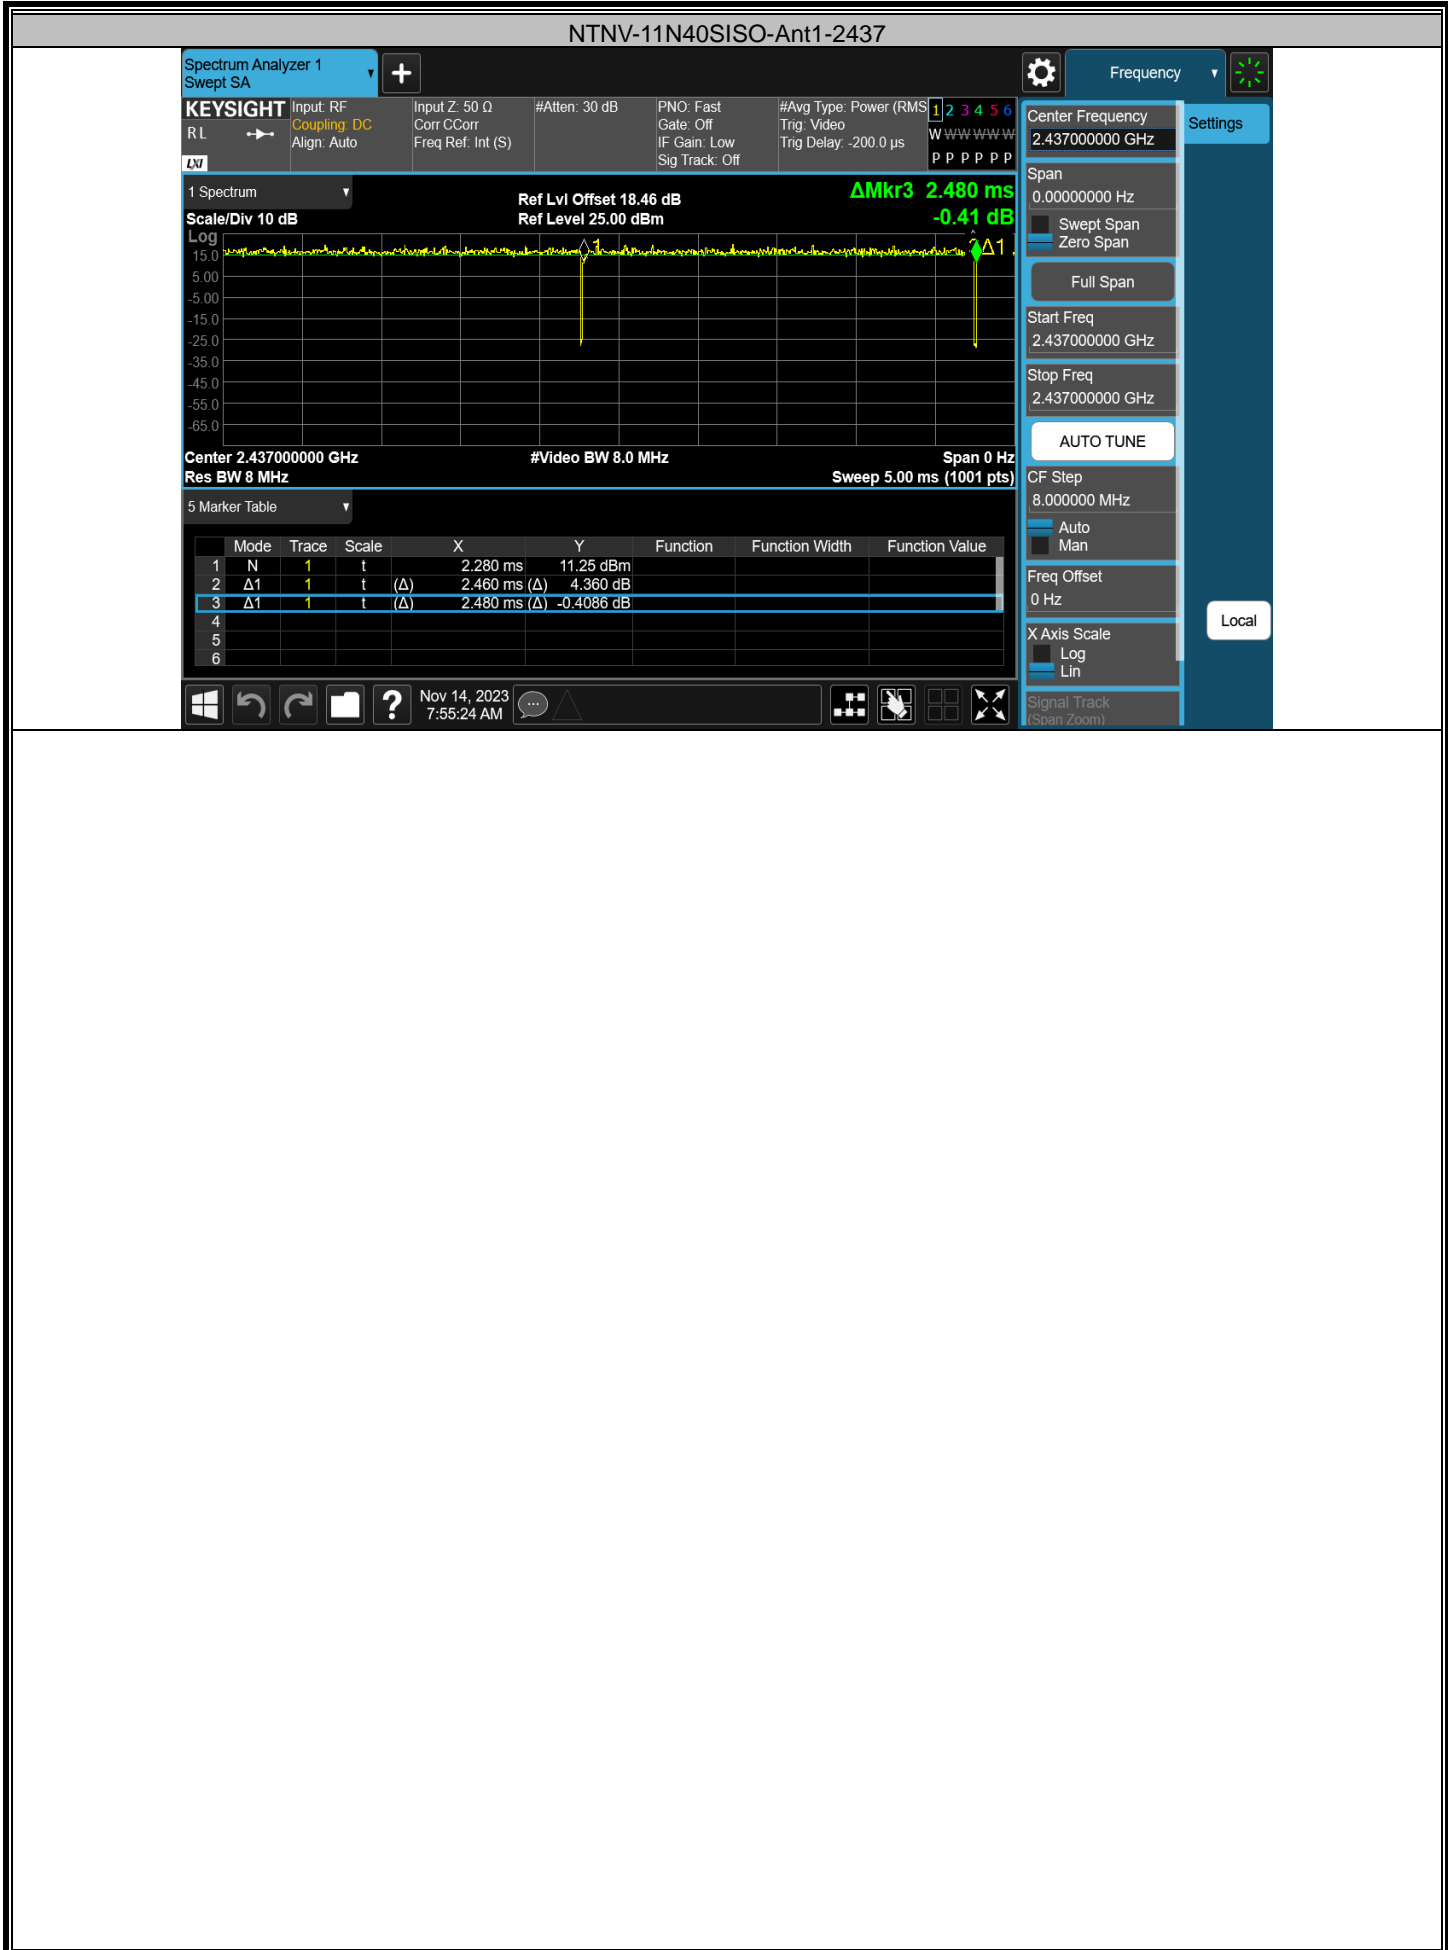 NTNV-11N40SISO-Ant1-2437
Spectrum Analyzer 1
Swept SA
Frequency
KEYSIGHT
RL
LXI
Input: RF
Coupling: DC
Align: Auto
Input Z: 50 Ω
Corr CCorr
Freq Ref: Int (S)
#Atten: 30 dB
PNO: Fast
Gate: Off
IF Gain: Low
Sig Track: Off
#Avg Type: Power (RMS
Trig: Video
Trig Delay: -200.0 µs
1 2 3 4 5 6
W W W W W W
P P P P P P
1 Spectrum
Scale/Div 10 dB
Ref Lvl Offset 18.46 dB
Ref Level 25.00 dBm
ΔMkr3 2.480 ms
-0.41 dB
Log
15.0
5.00
-5.00
-15.0
-25.0
-35.0
-45.0
-55.0
-65.0
1
Δ1
Center 2.437000000 GHz
Res BW 8 MHz
#Video BW 8.0 MHz
Span 0 Hz
Sweep 5.00 ms (1001 pts)
5 Marker Table
Mode Trace Scale X Y Function Function Width Function Value
1 N 1 t 2.280 ms 11.25 dBm
2 Δ1 1 t (Δ) 2.460 ms (Δ) 4.360 dB
3 Δ1 1 t (Δ) 2.480 ms (Δ) -0.4086 dB
4
5
6
Nov 14, 2023
7:55:24 AM
Center Frequency
2.437000000 GHz
Span
0.00000000 Hz
Swept Span
Zero Span
Full Span
Start Freq
2.437000000 GHz
Stop Freq
2.437000000 GHz
AUTO TUNE
CF Step
8.000000 MHz
Auto
Man
Freq Offset
0 Hz
X Axis Scale
Log
Lin
Signal Track
(Span Zoom)
Settings
Local